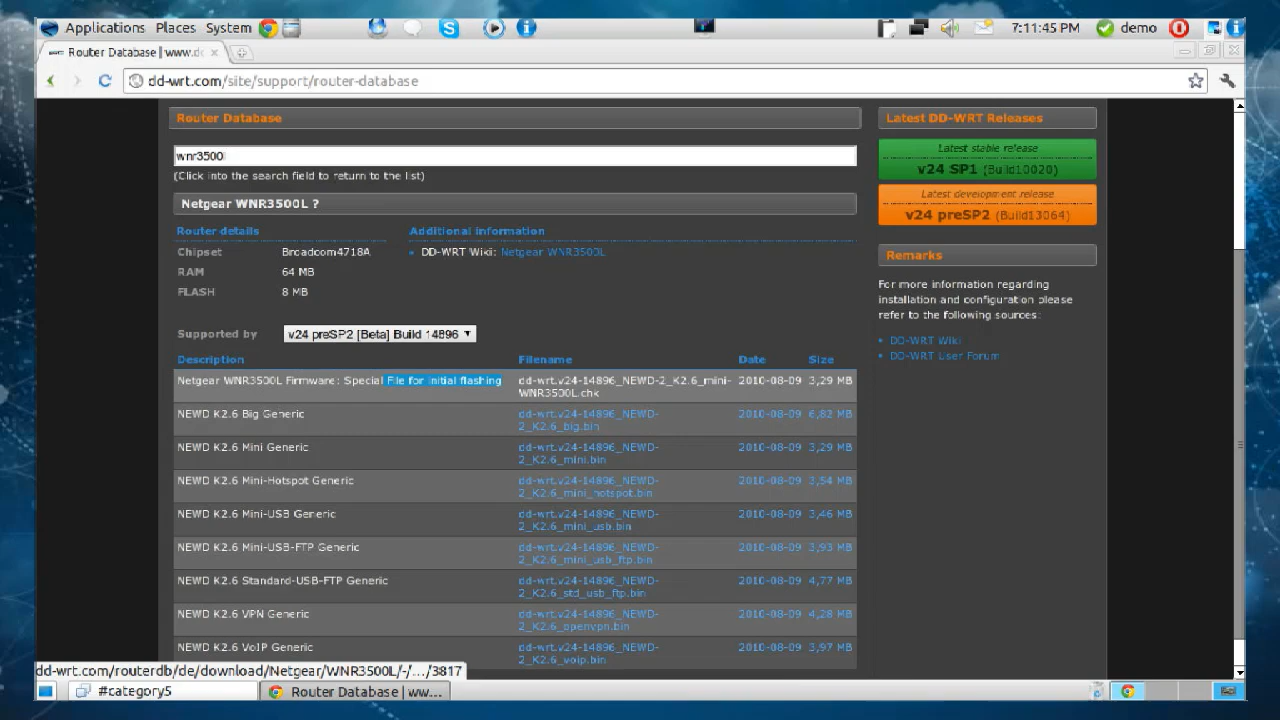 Applications Places System 7:11:45 PM demo
Router Database | www.dd
dd-wrt.com/site/support/router-database
Router Database
wnr3500
(Click into the search field to return to the list)
Netgear WNR3500L ?
Router details
Additional information
Chipset Broadcom4718A
DD-WRT Wiki: Netgear WNR3500L
RAM 64 MB
FLASH 8 MB
Supported by v24 preSP2 [Beta] Build 14896
Description Filename Date Size
Netgear WNR3500L Firmware: Special File for initial flashing dd-wrt.v24-14896_NEWD-2_K2.6_mini- 2010-08-09 3,29 MB
WNR3500L.chk
NEWD K2.6 Big Generic dd-wrt.v24-14896_NEWD- 2010-08-09 6,82 MB
2_K2.6_big.bin
NEWD K2.6 Mini Generic dd-wrt.v24-14896_NEWD- 2010-08-09 3,29 MB
2_K2.6_mini.bin
NEWD K2.6 Mini-Hotspot Generic dd-wrt.v24-14896_NEWD- 2010-08-09 3,54 MB
2_K2.6_mini_hotspot.bin
NEWD K2.6 Mini-USB Generic dd-wrt.v24-14896_NEWD- 2010-08-09 3,46 MB
2_K2.6_mini_usb.bin
NEWD K2.6 Mini-USB-FTP Generic dd-wrt.v24-14896_NEWD- 2010-08-09 3,93 MB
2_K2.6_mini_usb_ftp.bin
NEWD K2.6 Standard-USB-FTP Generic dd-wrt.v24-14896_NEWD- 2010-08-09 4,77 MB
2_K2.6_std_usb_ftp.bin
NEWD K2.6 VPN Generic dd-wrt.v24-14896_NEWD- 2010-08-09 4,28 MB
2_K2.6_openvpn.bin
NEWD K2.6 VoIP Generic dd-wrt.v24-14896_NEWD- 2010-08-09 3,97 MB
2_K2.6_voip.bin
Latest DD-WRT Releases
Latest stable release
v24 SP1 (Build10020)
Latest development release
v24 preSP2 (Build13064)
Remarks
For more information regarding
installation and configuration please
refer to the following sources:
DD-WRT Wiki
DD-WRT User Forum
dd-wrt.com/routerdb/de/download/Netgear/WNR3500L/-/.../3817
#category5 Router Database | ww...